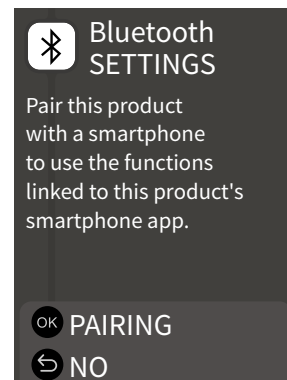 Bluetooth
SETTINGS
Pair this product
with a smartphone
to use the functions
linked to this product's
smartphone app.
OK PAIRING
NO